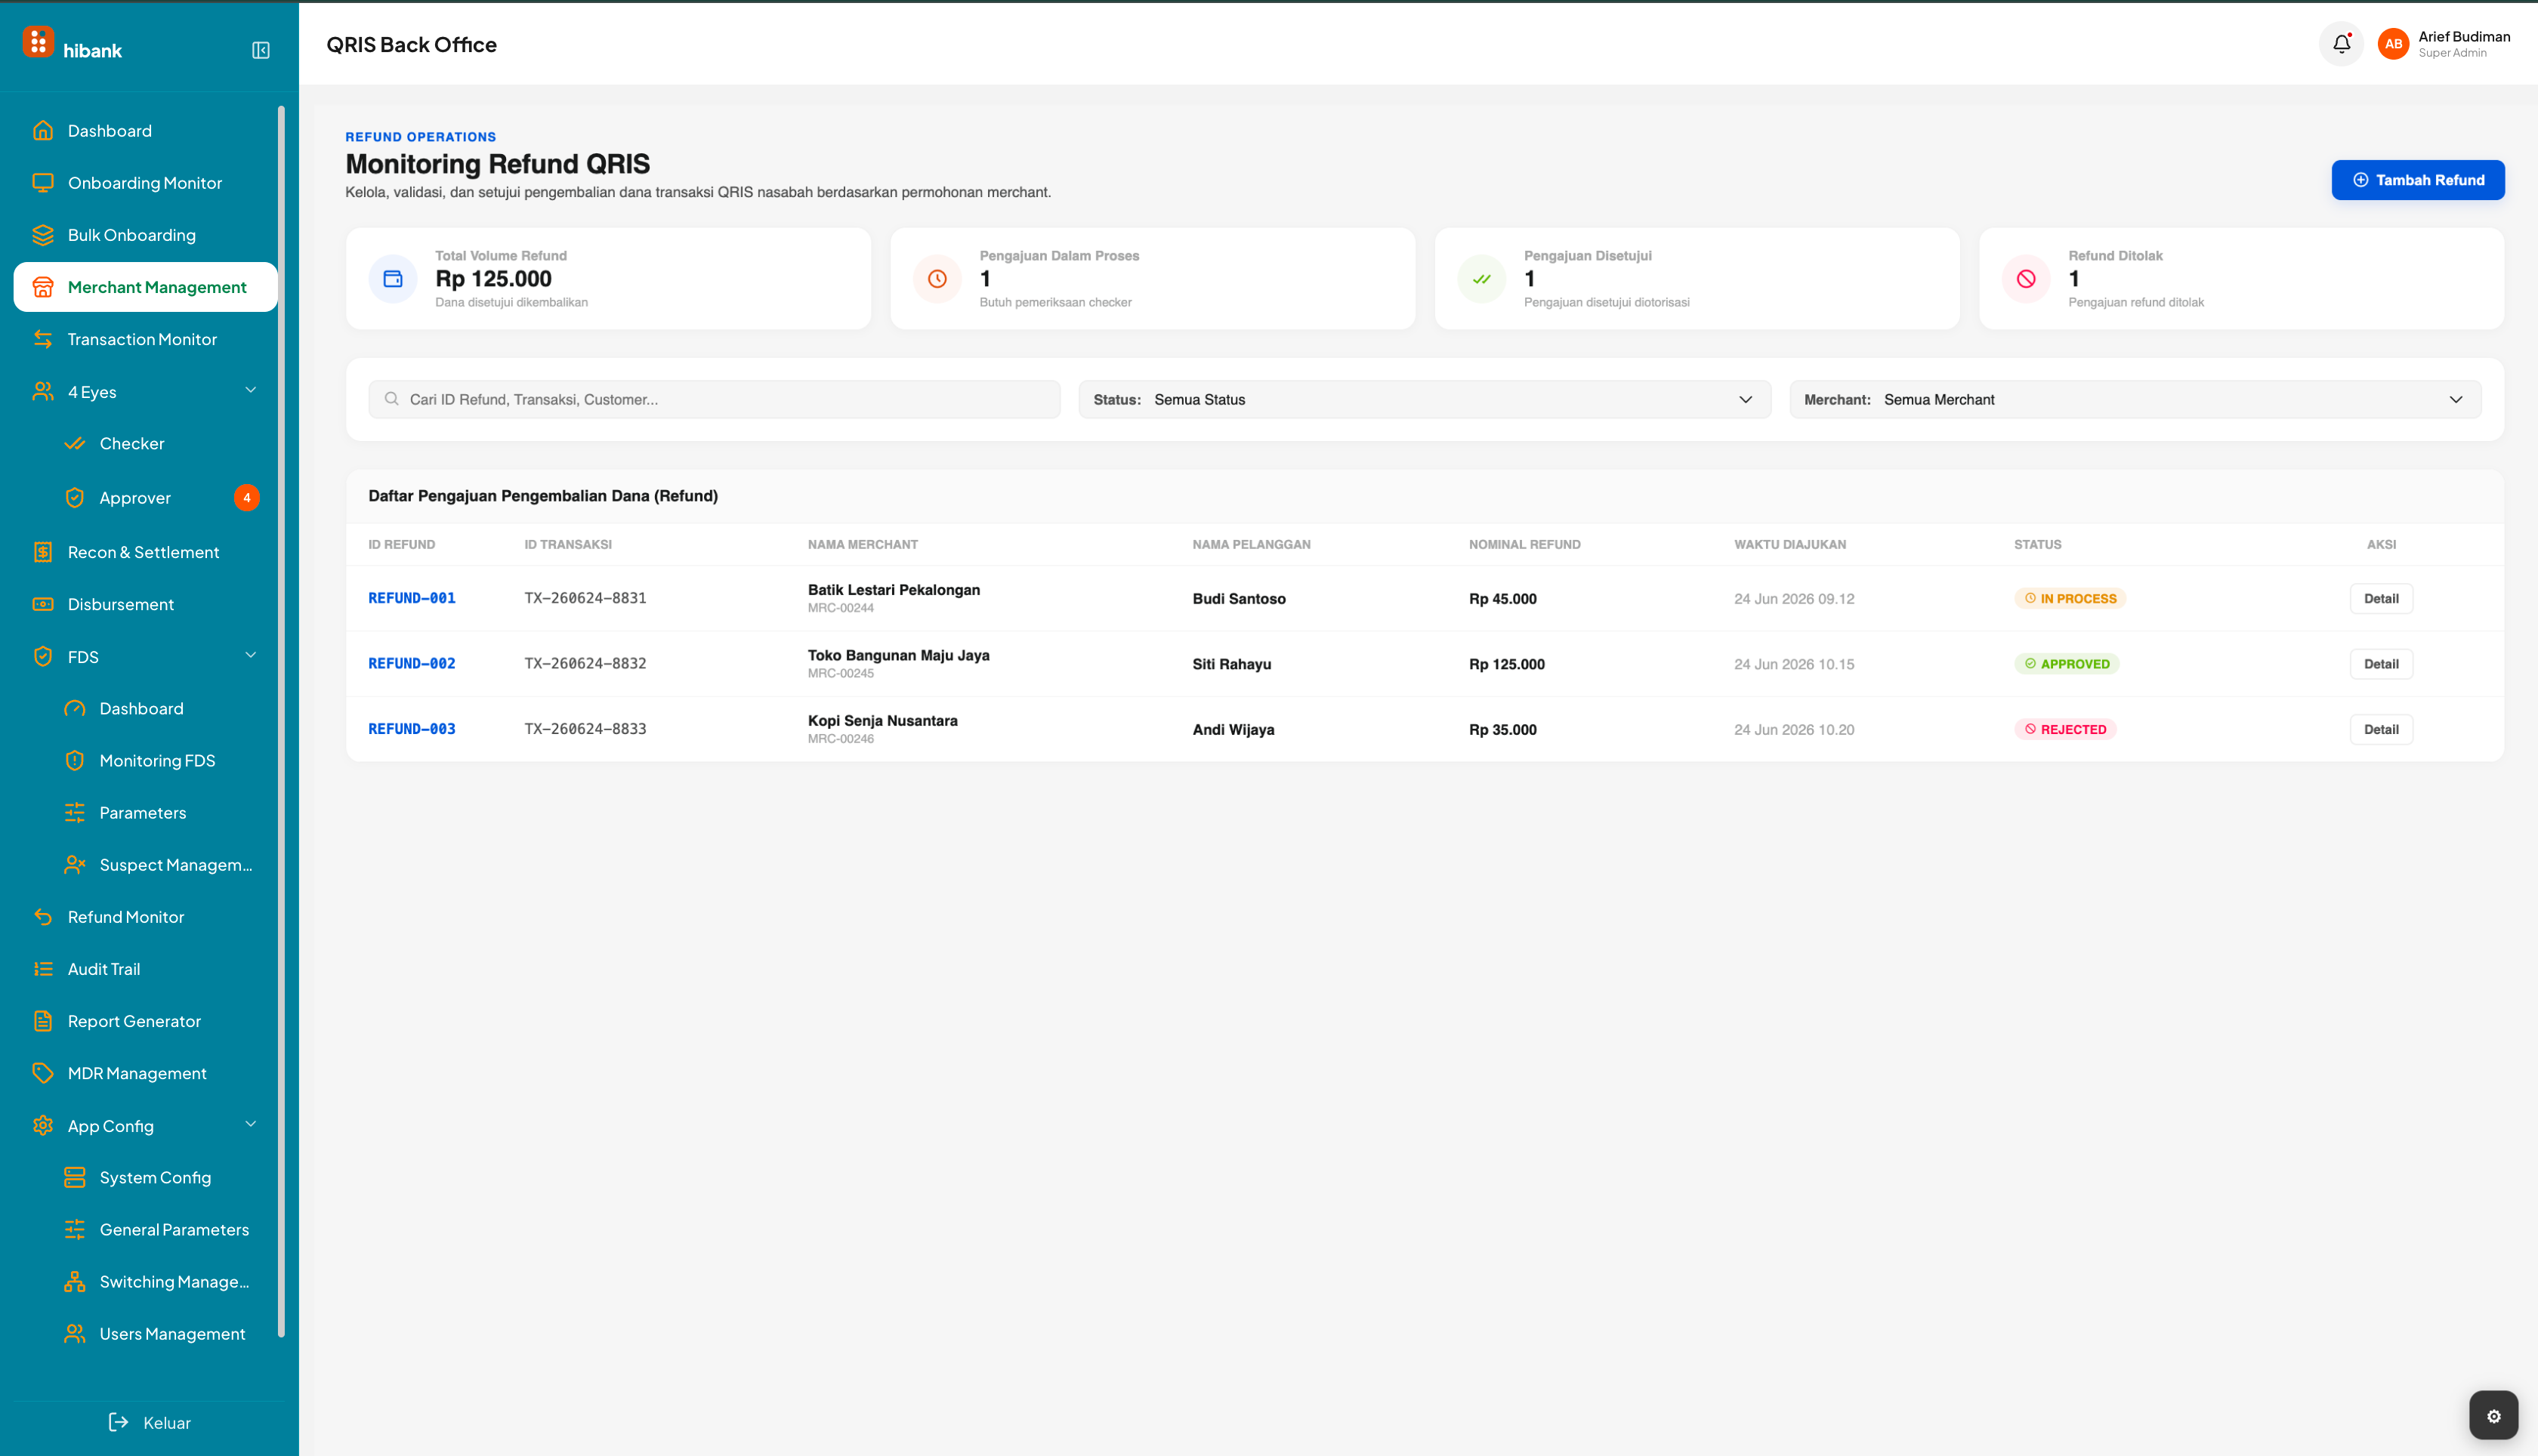 hibank
QRIS Back Office
AB
Arief Budiman
Super Admin
Dashboard
Onboarding Monitor
Bulk Onboarding
Merchant Management
Transaction Monitor
4 Eyes
Checker
Approver
4
Recon & Settlement
Disbursement
FDS
Dashboard
Monitoring FDS
Parameters
Suspect Managem...
Refund Monitor
Audit Trail
Report Generator
MDR Management
App Config
System Config
General Parameters
Switching Manage...
Users Management
Keluar
REFUND OPERATIONS
Monitoring Refund QRIS
Kelola, validasi, dan setujui pengembalian dana transaksi QRIS nasabah berdasarkan permohonan merchant.
Tambah Refund
Total Volume Refund
Rp 125.000
Dana disetujui dikembalikan
Pengajuan Dalam Proses
1
Butuh pemeriksaan checker
Pengajuan Disetujui
1
Pengajuan disetujui diotorisasi
Refund Ditolak
1
Pengajuan refund ditolak
Cari ID Refund, Transaksi, Customer...
Status: Semua Status
Merchant: Semua Merchant
Daftar Pengajuan Pengembalian Dana (Refund)
ID REFUND ID TRANSAKSI NAMA MERCHANT NAMA PELANGGAN NOMINAL REFUND WAKTU DIAJUKAN STATUS AKSI
REFUND-001 TX-260624-8831 Batik Lestari Pekalongan Budi Santoso Rp 45.000 24 Jun 2026 09.12 IN PROCESS Detail
MRC-00244
REFUND-002 TX-260624-8832 Toko Bangunan Maju Jaya Siti Rahayu Rp 125.000 24 Jun 2026 10.15 APPROVED Detail
MRC-00245
REFUND-003 TX-260624-8833 Kopi Senja Nusantara Andi Wijaya Rp 35.000 24 Jun 2026 10.20 REJECTED Detail
MRC-00246